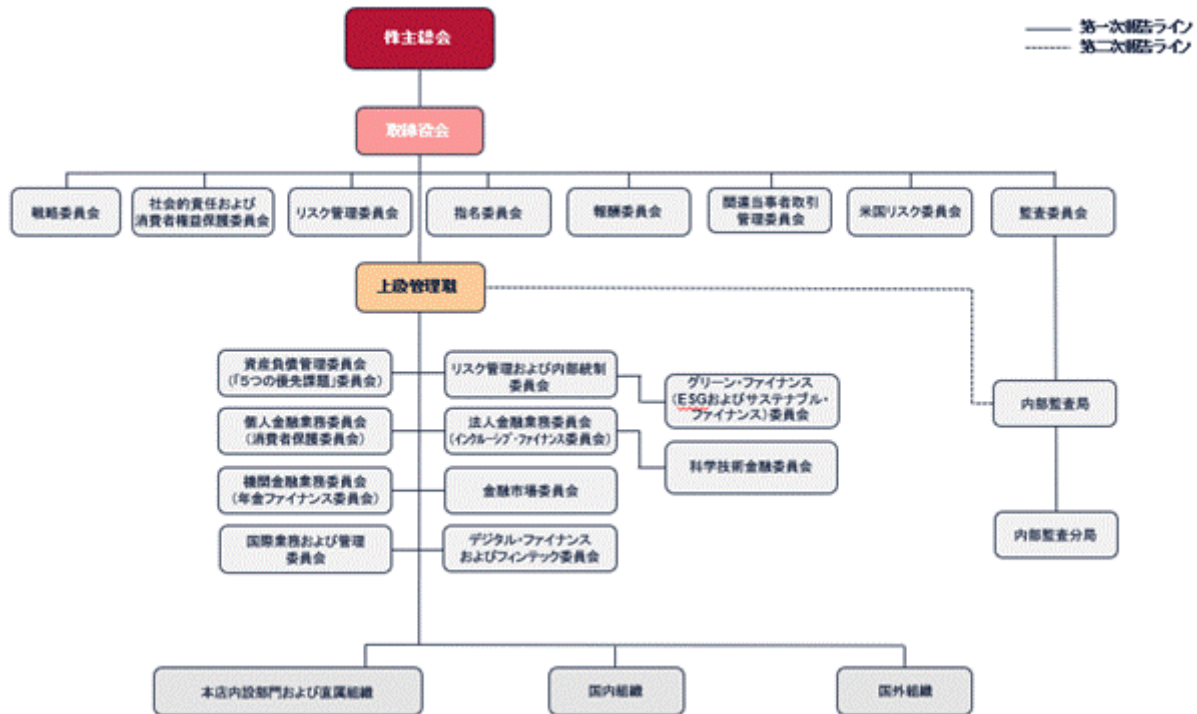 株主総会
第一次報告ライン
第二次報告ライン
取締役会
戦略委員会
社会的責任および
消費者権益保護委員会
リスク管理委員会
指名委員会
報酬委員会
関連当事者取引
管理委員会
米国リスク委員会
監査委員会
上級管理職
資産負債管理委員会
(「5つの優先課題」委員会)
リスク管理および内部統制
委員会
グリーン・ファイナンス
(ESGおよびサステナブル・
ファイナンス)委員会
内部監査局
個人金融業務委員会
(消費者保護委員会)
法人金融業務委員会
(インクルーシブ・ファイナンス委員会)
科学技術金融委員会
機関金融業務委員会
(年金ファイナンス委員会)
金融市場委員会
国際業務および管理
委員会
デジタル・ファイナンス
およびフィンテック委員会
内部監査分局
本店内設部門および直属組織
国内組織
国外組織